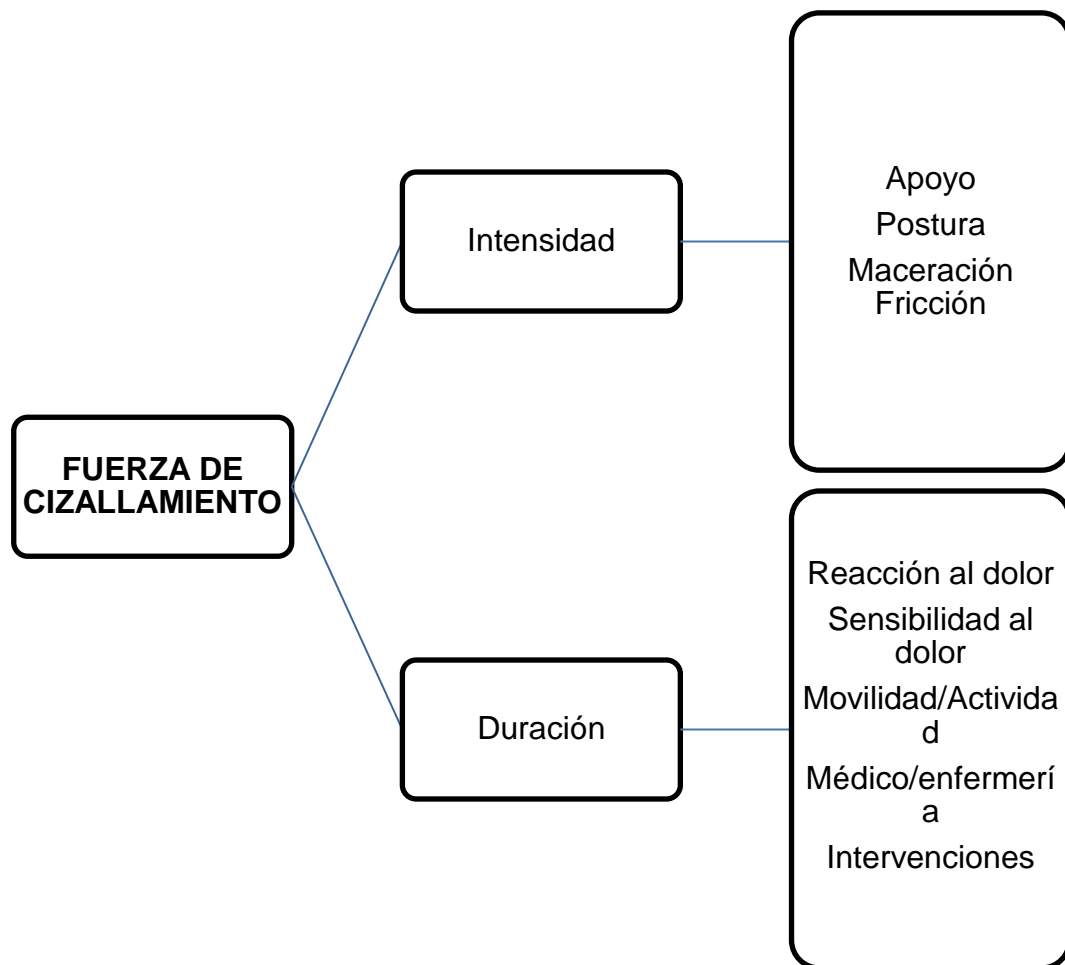 FUERZA DE
CIZALLAMIENTO
Intensidad
Apoyo
Postura
Maceración
Fricción
Duración
Reacción al dolor
Sensibilidad al
dolor
Movilidad/Activida
d
Médico/enfermerí
a
Intervenciones